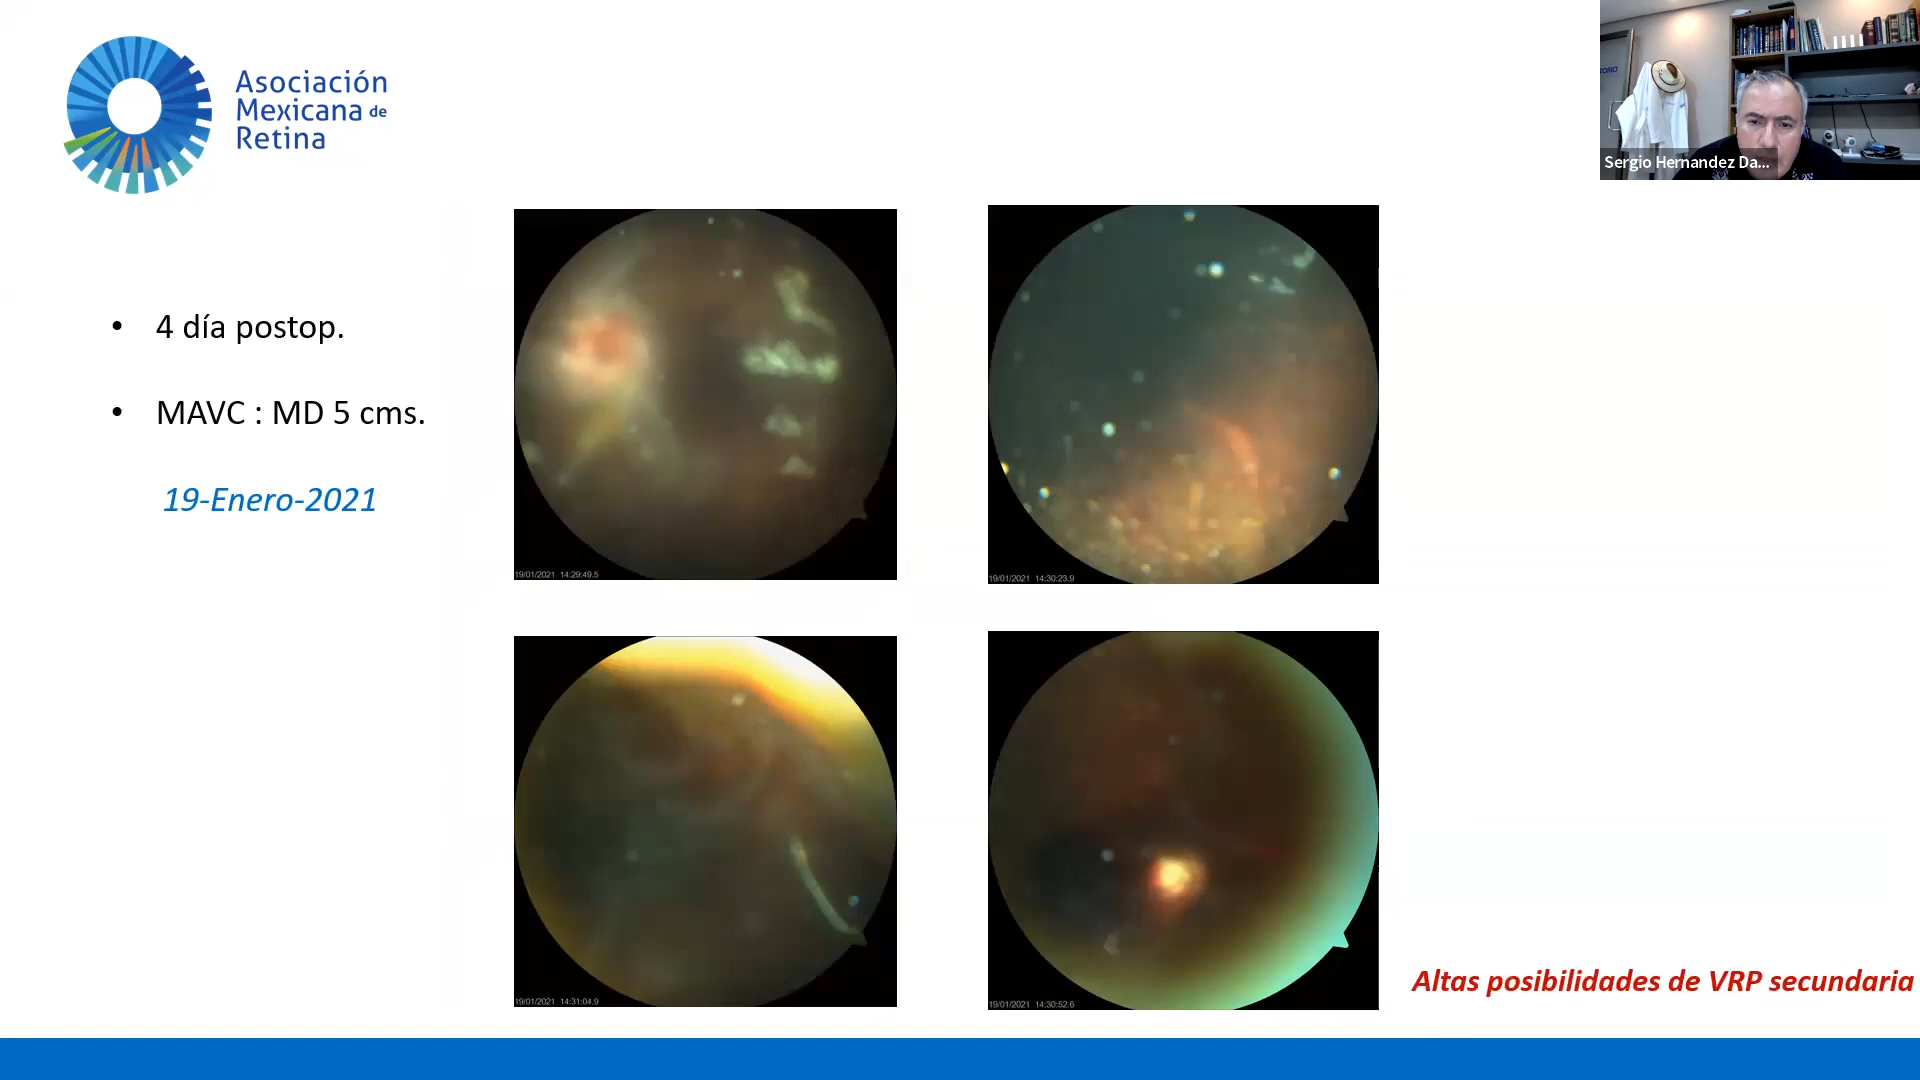 Asociación
Mexicana de
Retina
Sergio Hernandez Da...
• 4 día postop.
• MAVC : MD 5 cms.
19-Enero-2021
19/01/2021 14:29:49.5
19/01/2021 14:30:23.9
19/01/2021 14:31:04.9
19/01/2021 14:30:52.6
Altas posibilidades de VRP secundaria